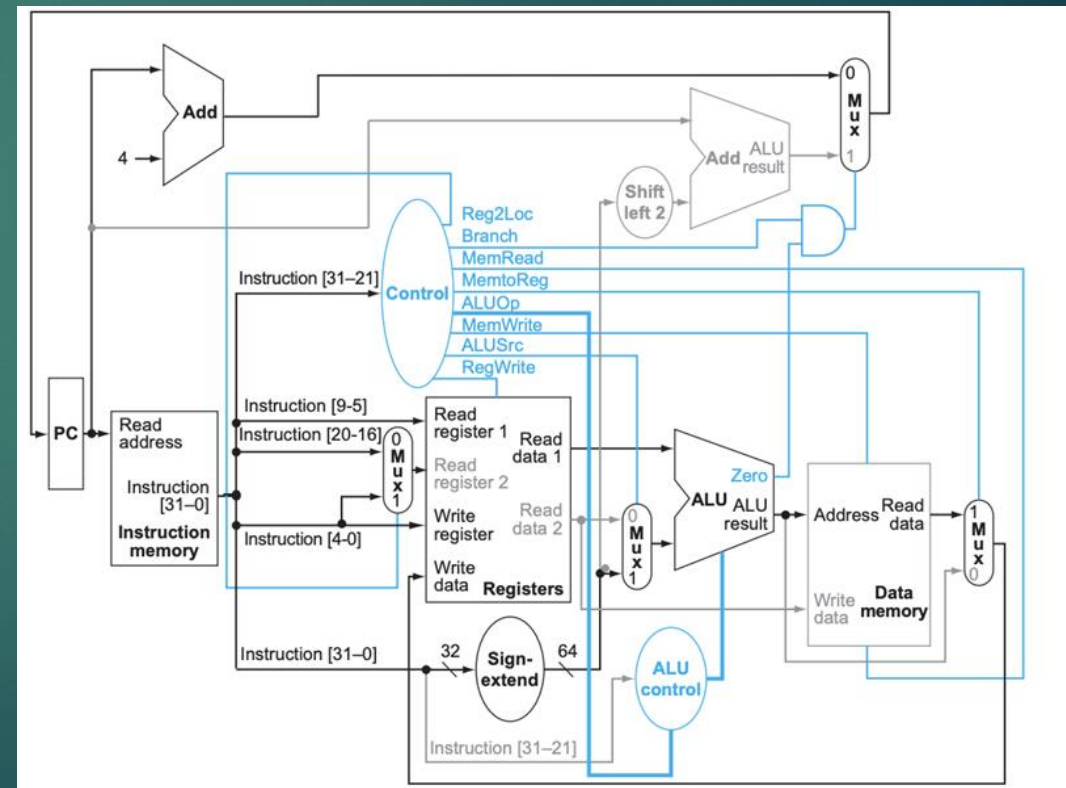 Add
4
0
M
u
x
1
Add
ALU
result
Shift
left 2
Reg2Loc
Branch
MemRead
MemtoReg
ALUOp
MemWrite
ALUSrc
RegWrite
Instruction [31–21]
Control
PC
Read
address
Instruction
[31–0]
Instruction
memory
Instruction [9-5]
Instruction [20-16]
Instruction [4-0]
0
M
u
x
1
Read
register 1
Read
register 2
Write
register
Write
data
Read
data 1
Read
data 2
Registers
0
M
u
x
1
Zero
ALU
ALU
result
Address
Read
data
Write
data
Data
memory
1
M
u
x
0
Instruction [31–0]
32
Sign-
extend
64
ALU
control
Instruction [31–21]